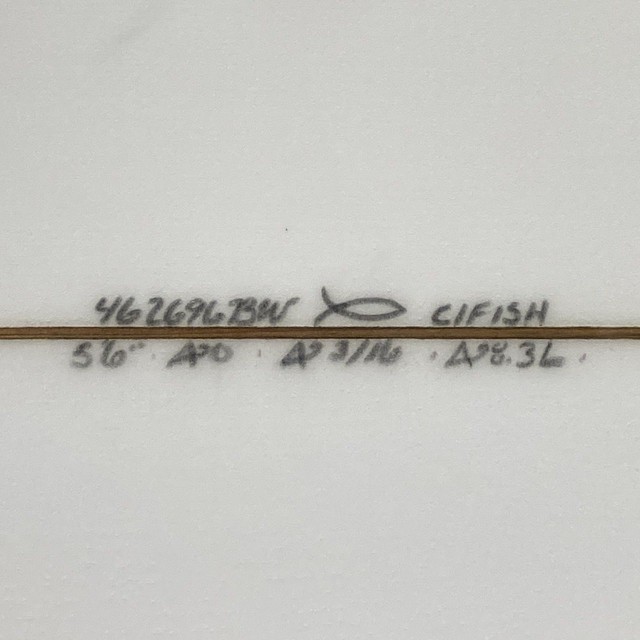 462696BW CIFISH
5'6" · 20 · 2 3/16 · 28.3L ·